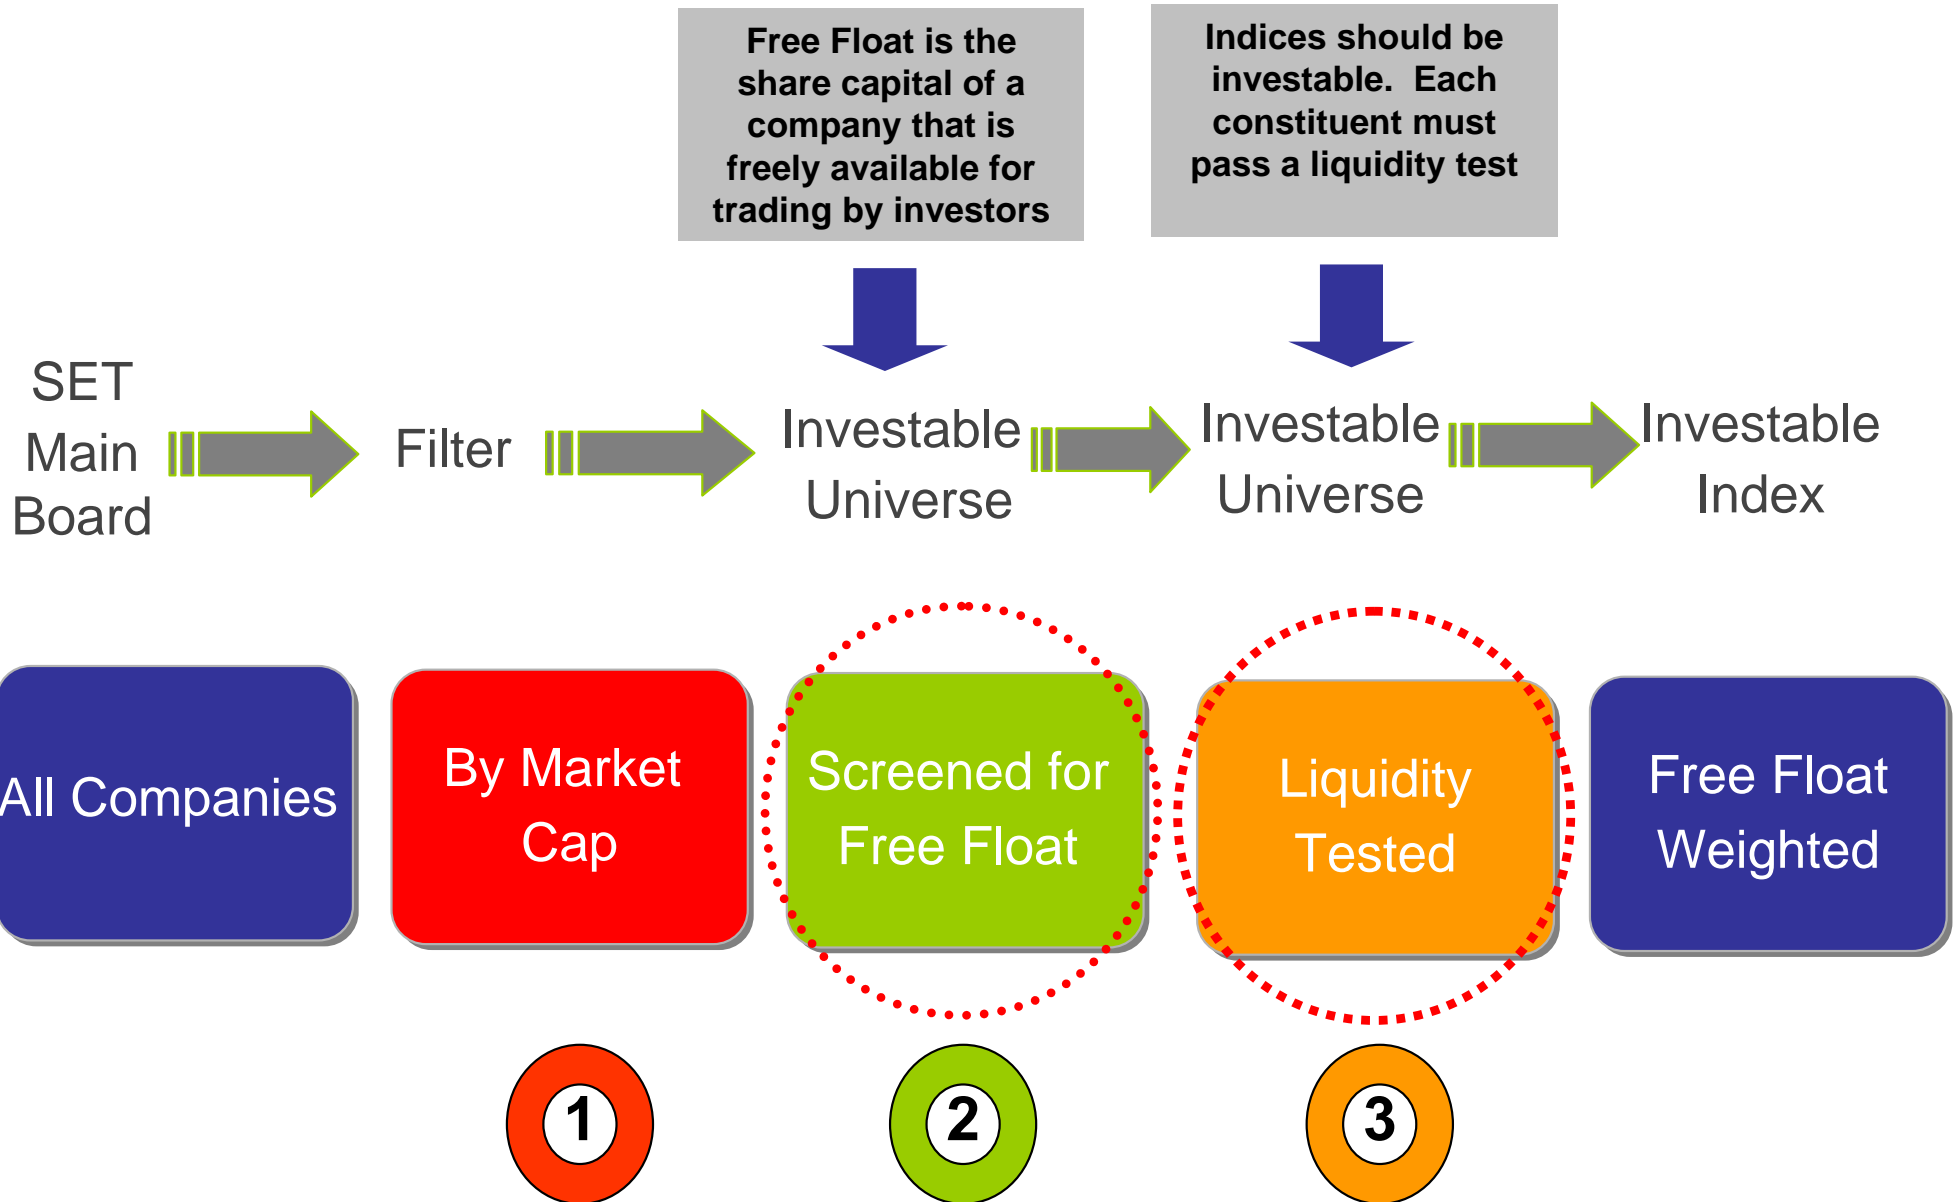 Free Float is the
share capital of a
company that is
freely available for
trading by investors
Indices should be
investable.  Each
constituent must
pass a liquidity test
SET
Main
Board
Filter
Investable
Universe
Investable
Universe
Investable
Index
All Companies
By Market
Cap
Screened for
Free Float
Liquidity
Tested
Free Float
Weighted
1
2
3